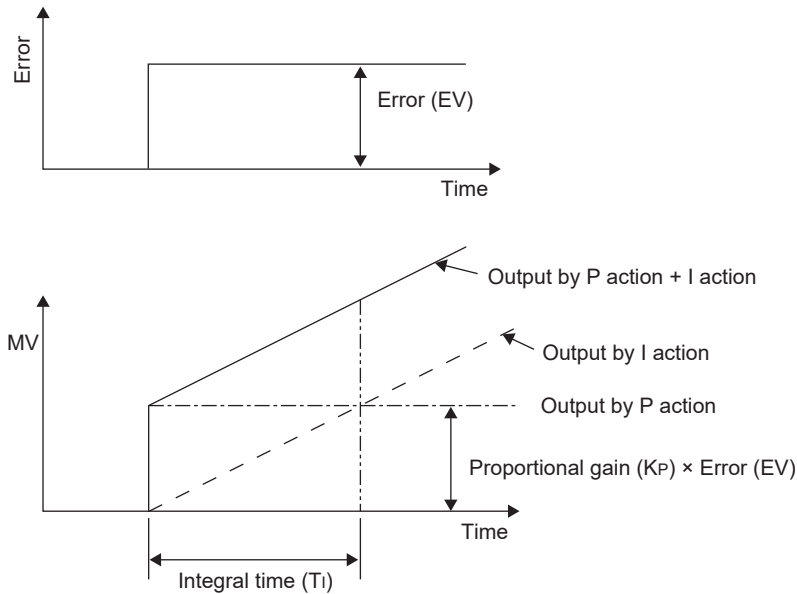 Error
Error (EV)
Time
Output by P action + I action
MV
Output by I action
Output by P action
Proportional gain (KP) × Error (EV)
Time
Integral time (TI)